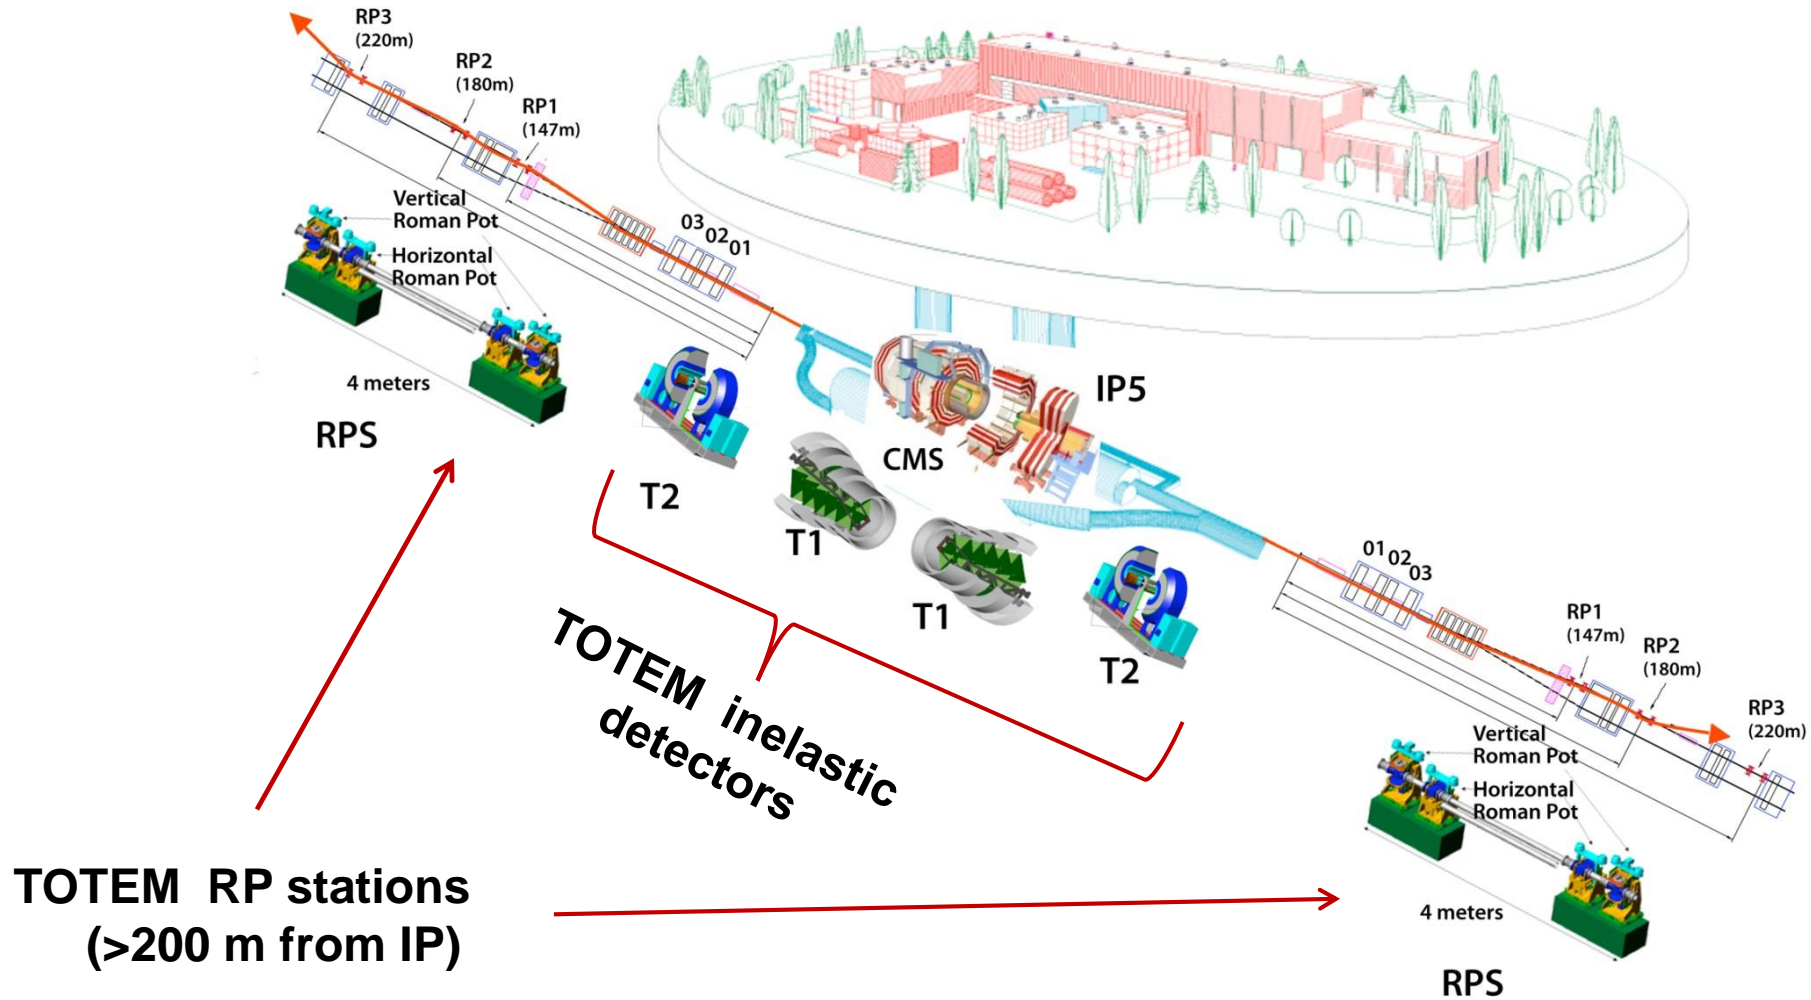 RP3
(220m)
RP2
(180m)
RP1
(147m)
Vertical
Roman Pot
Horizontal
Roman Pot
03
02
01
4 meters
RPS
T2
T1
CMS
IP5
T1
T2
TOTEM inelastic
detectors
01
02
03
RP1
(147m)
RP2
(180m)
RP3
(220m)
Vertical
Roman Pot
Horizontal
Roman Pot
4 meters
RPS
TOTEM RP stations
(>200 m from IP)